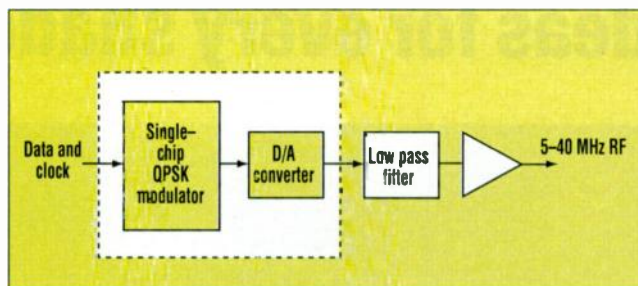 Data and
clock
Single–
chip
QPSK
modulator
D/A
converter
Low pass
filter
5–40 MHz RF